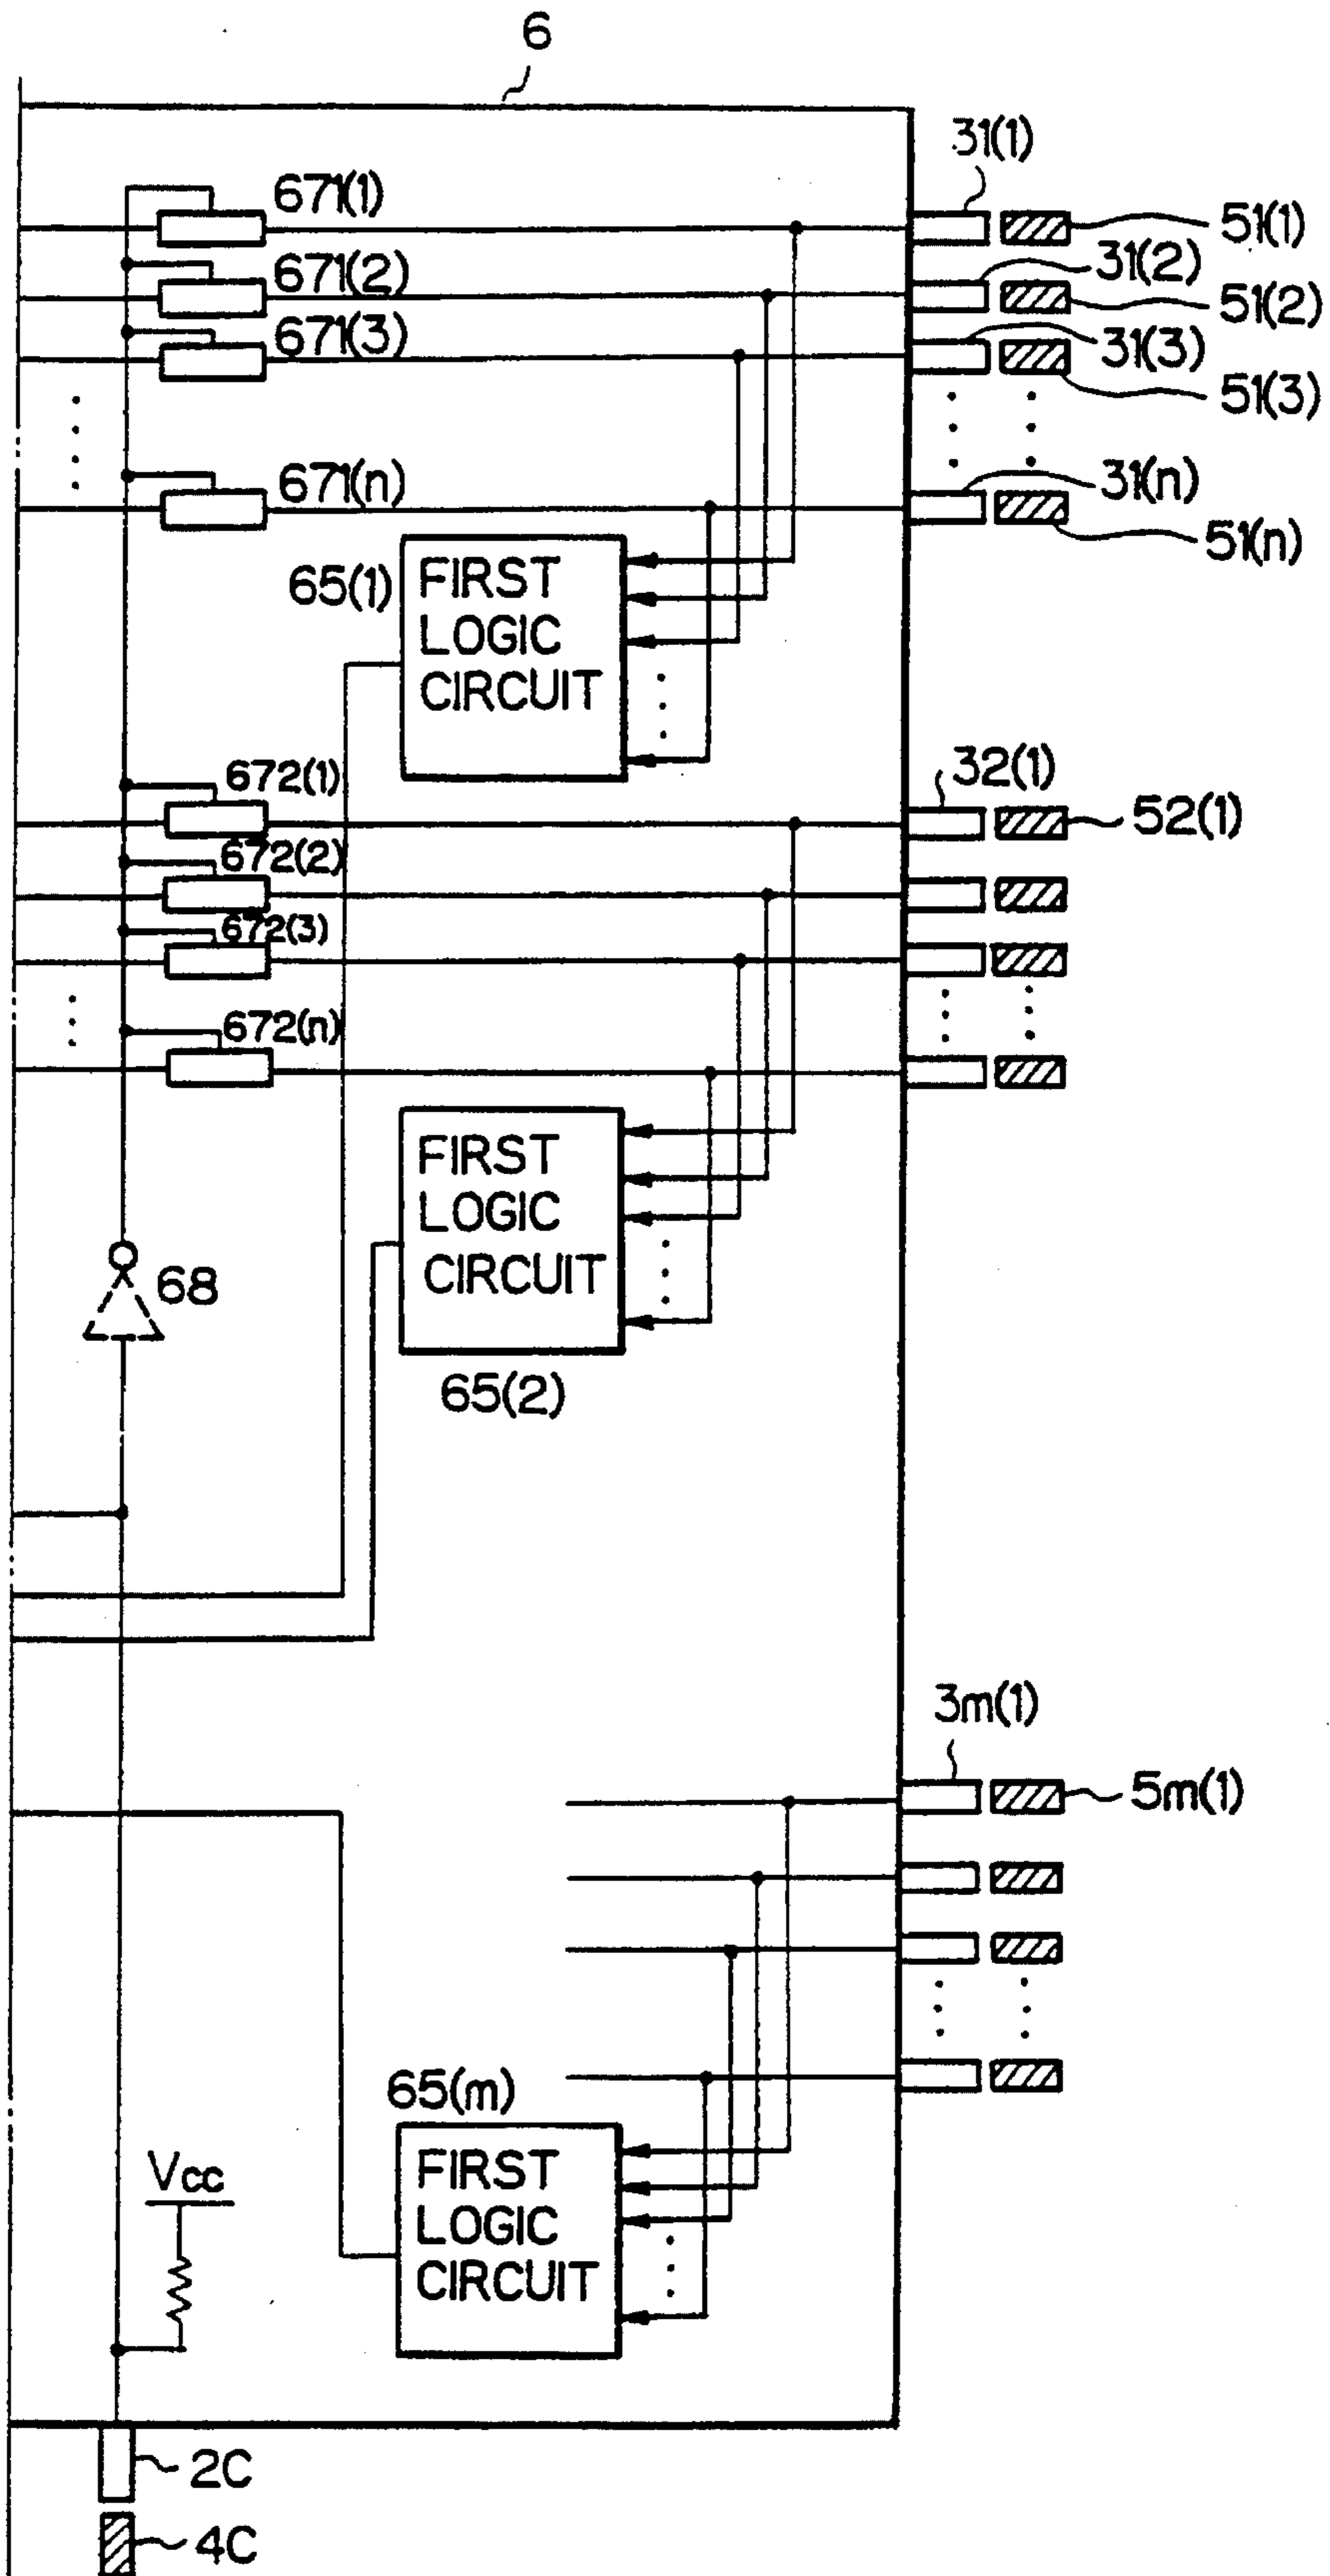 6
31(1)
671(1)
51(1)
671(2)
31(2)
51(2)
671(3)
31(3)
51(3)
671(n)
31(n)
51(n)
65(1)
FIRST
LOGIC
CIRCUIT
672(1)
32(1)
52(1)
672(2)
672(3)
672(n)
FIRST
LOGIC
CIRCUIT
68
65(2)
3m(1)
5m(1)
65(m)
Vcc
FIRST
LOGIC
CIRCUIT
2C
4C